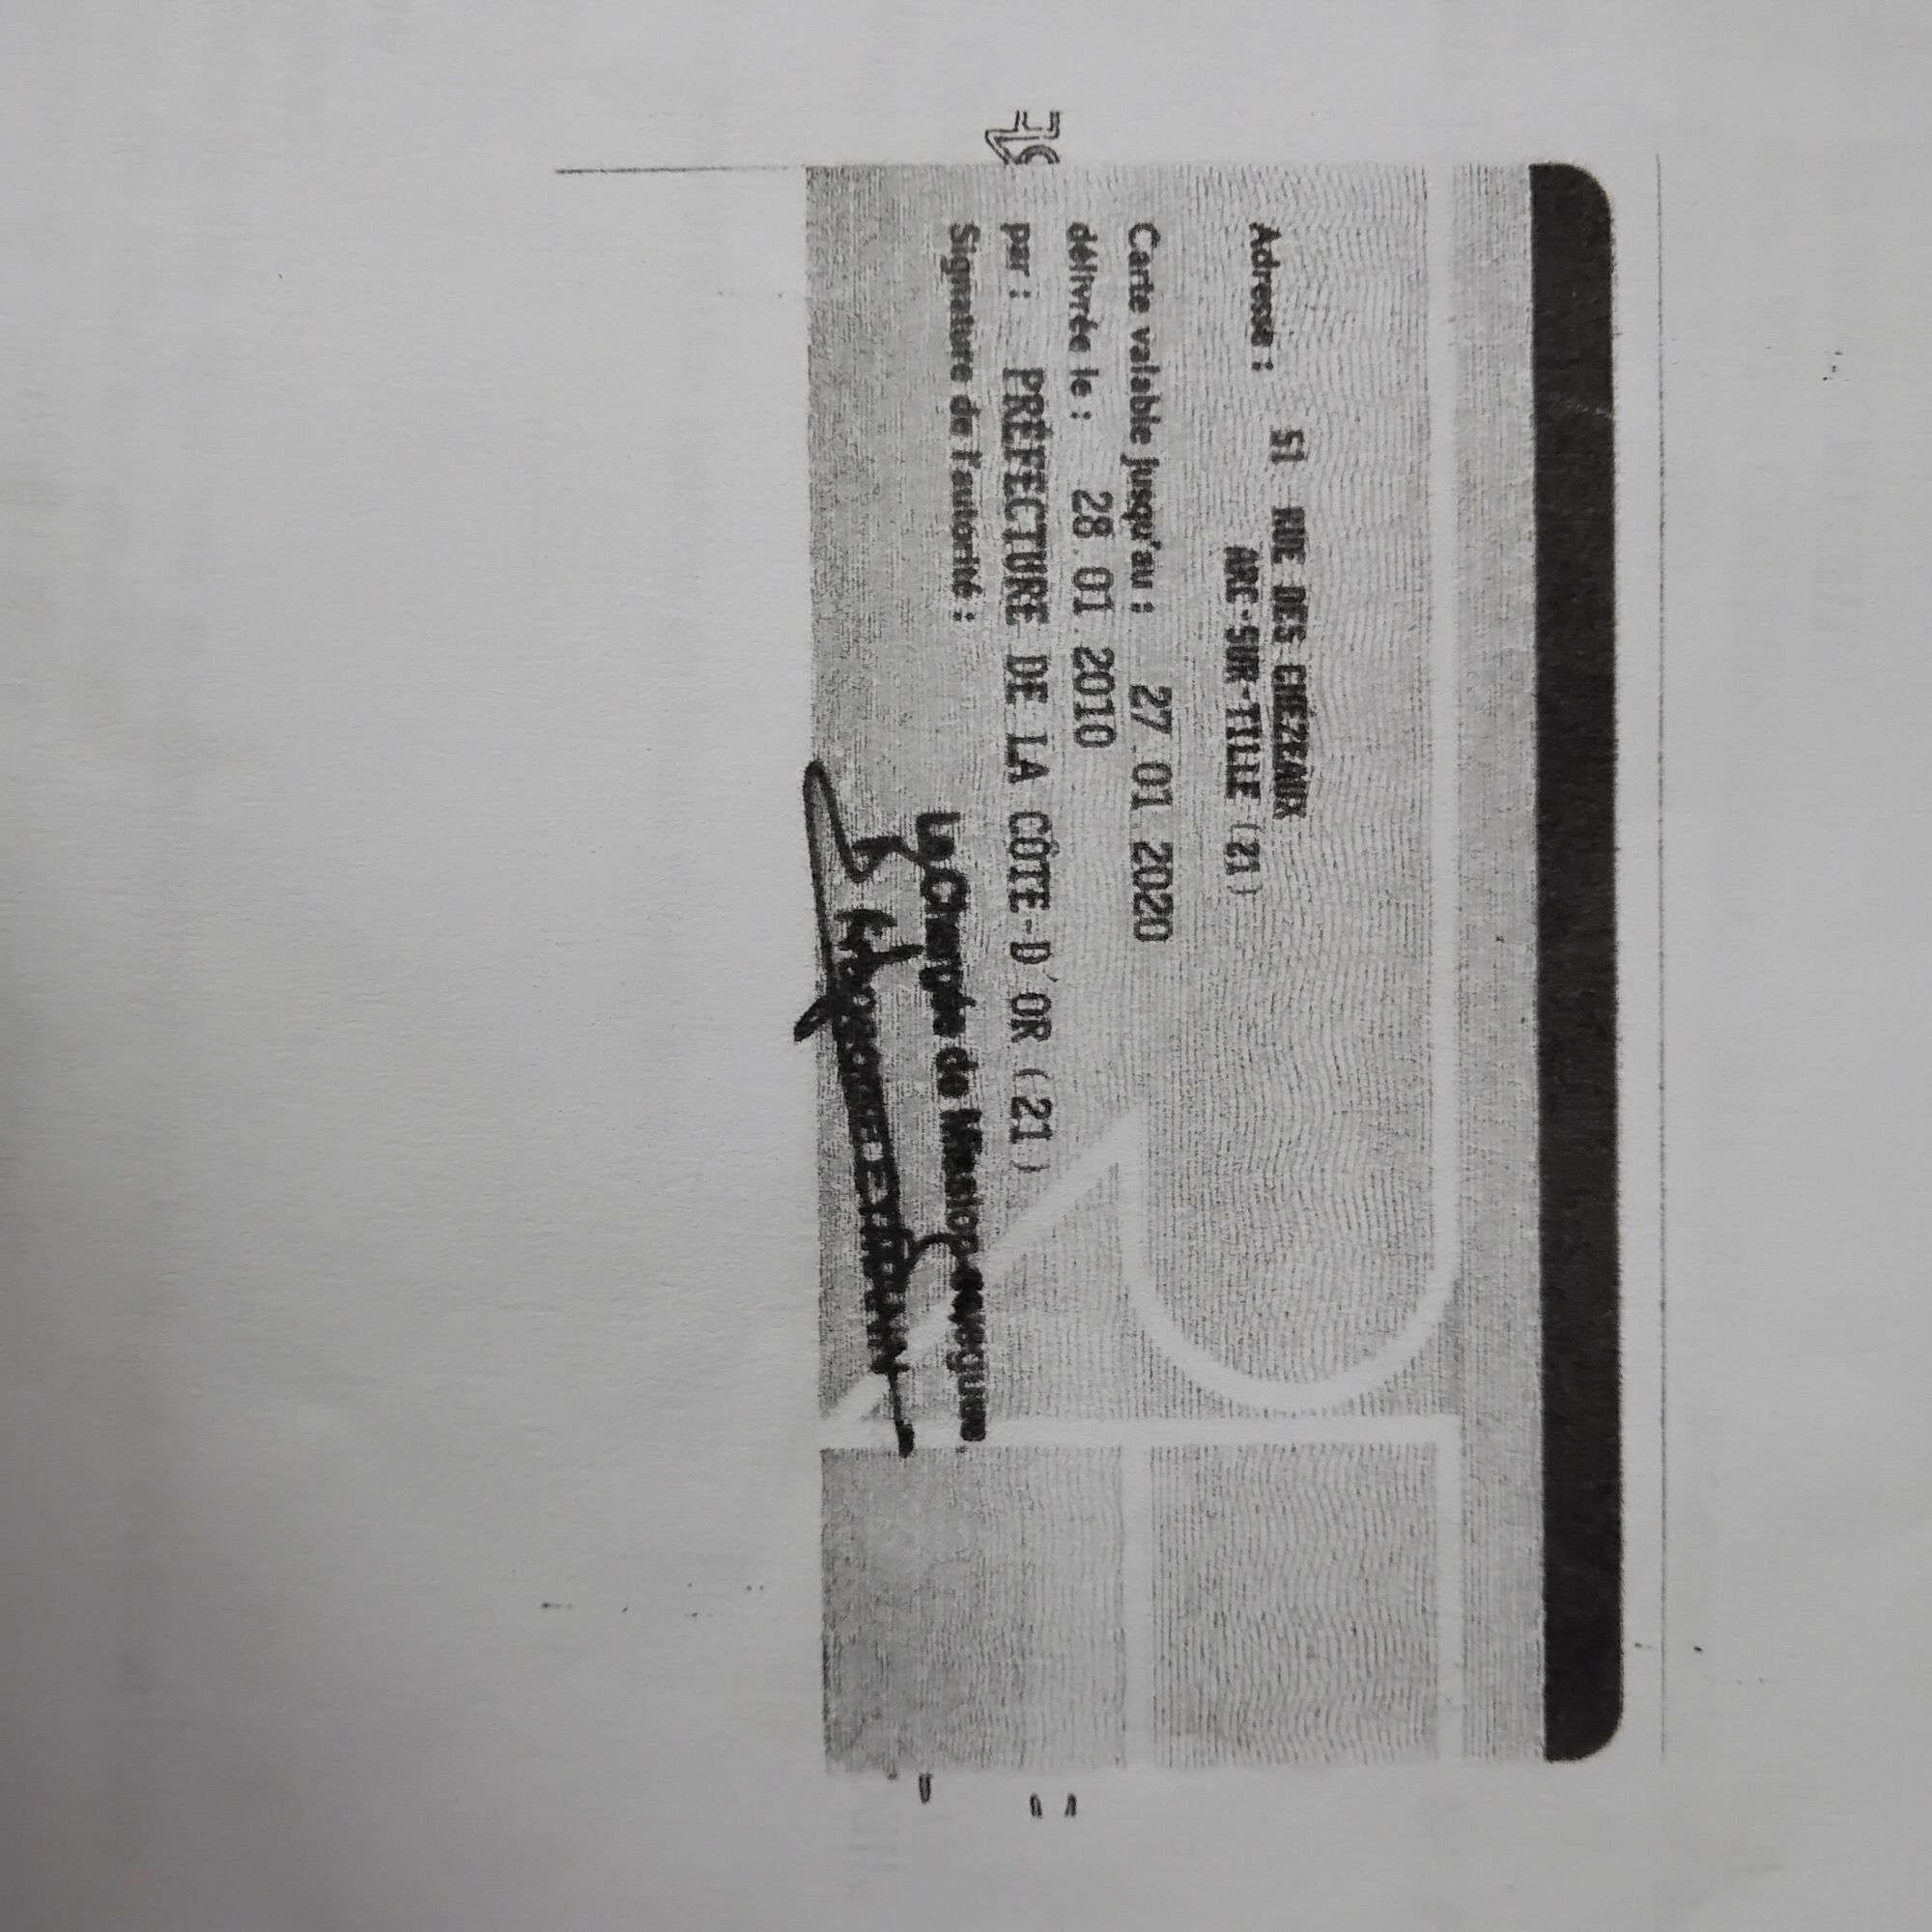 Adresse : 51 RUE DES CHÉZEAUX
ARC-SUR-TILLE (21)
Carte valable jusqu'au : 27.01.2020
délivrée le : 28.01.2010
par : PRÉFECTURE DE LA CÔTE-D'OR (21)
Signature de l'autorité :
La Chargée de Mission